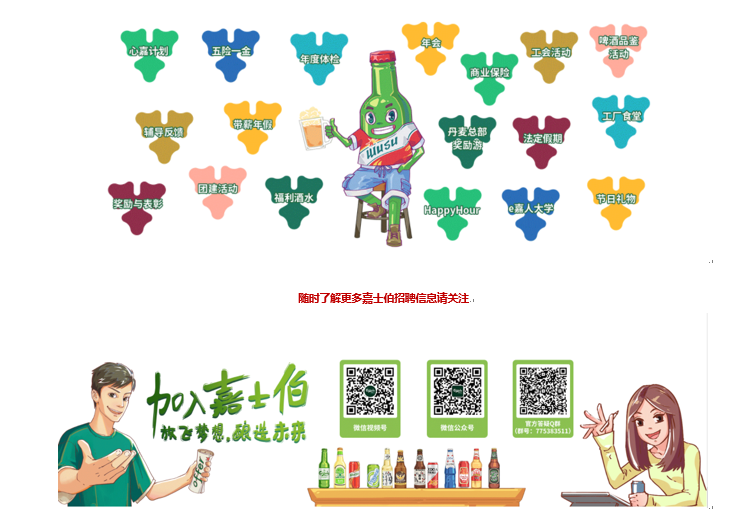 心嘉计划
五险一金
年度体检
年会
商业保险
工会活动
啤酒品鉴
活动
辅导反馈
带薪年假
WUSU
丹麦总部
奖励游
法定假期
工厂食堂
奖励与表彰
团建活动
福利酒水
HappyHour
e嘉人大学
节日礼物
随时了解更多嘉士伯招聘信息请关注
加入嘉士伯
放飞梦想,酿造未来
微信视频号
微信公众号
官方答疑Q群
(群号: 775383511)